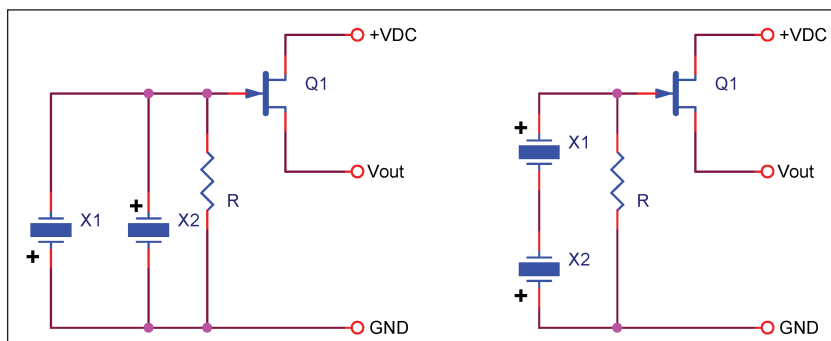 +VDC
Q1
Vout
R
X1
+
X2
+
GND
+VDC
Q1
Vout
R
X1
+
X2
+
GND